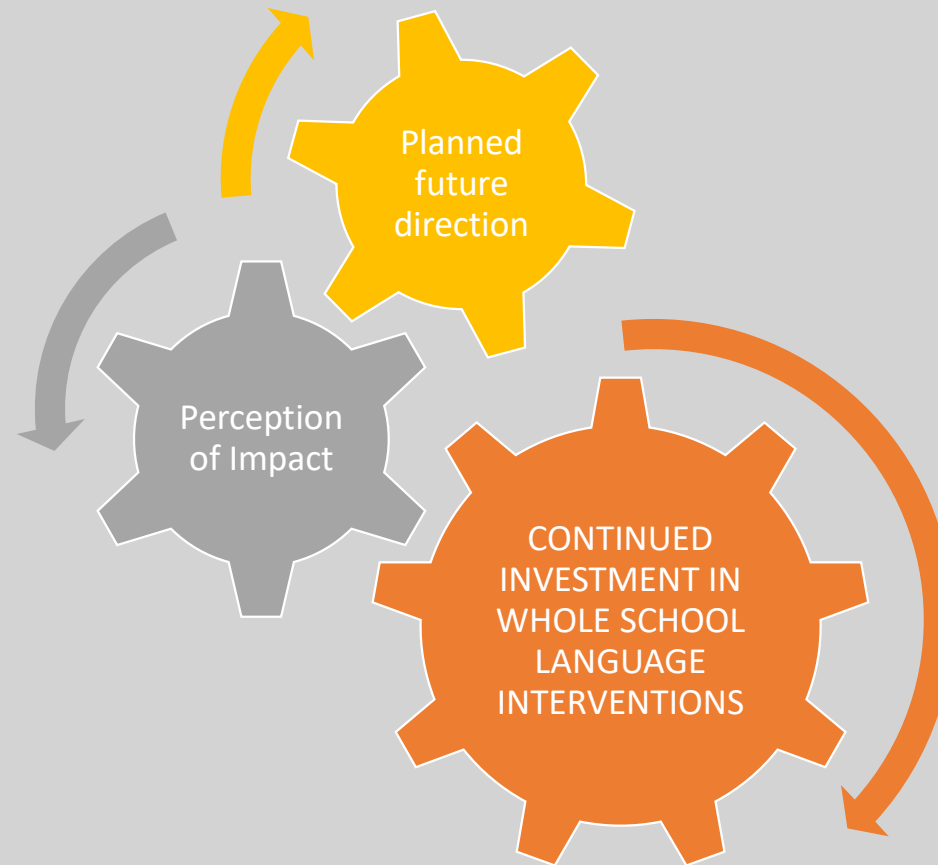 Planned
future
direction
Perception
of Impact
CONTINUED
INVESTMENT IN
WHOLE SCHOOL
LANGUAGE
INTERVENTIONS